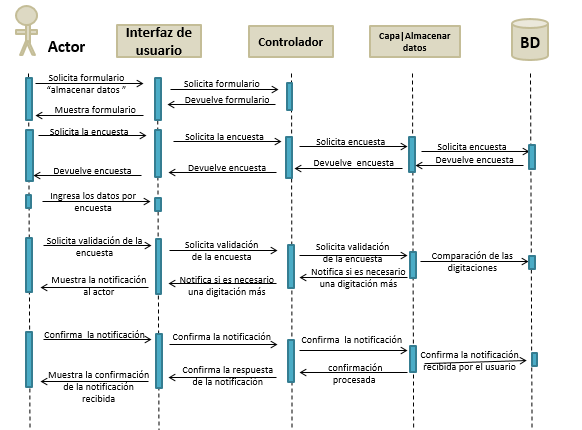 Actor
Interfaz de
usuario
Controlador
Capa|Almacenar
datos
BD
Solicita formulario
“almacenar datos ”
Solicita formulario
Devuelve formulario
Muestra formulario
Solicita la encuesta
Solicita la encuesta
Solicita encuesta
Solicita encuesta
Devuelve encuesta
Devuelve encuesta
Devuelve encuesta
Devuelve encuesta
Ingresa los datos por
encuesta
Solicita validación de la
encuesta
Solicita validación
de la encuesta
Solicita validación
de la encuesta
Comparación de las
digitaciones
Notifica si es necesario
una digitación más
Notifica si es necesario
una digitación más
Muestra la notificación
al actor
Confirma la notificación
Confirma la notificación
Confirma la notificación
Confirma la notificación
recibida por el usuario
confirmación
procesada
Confirma la respuesta
de la notificación
Muestra la confirmación
de la notificación
recibida